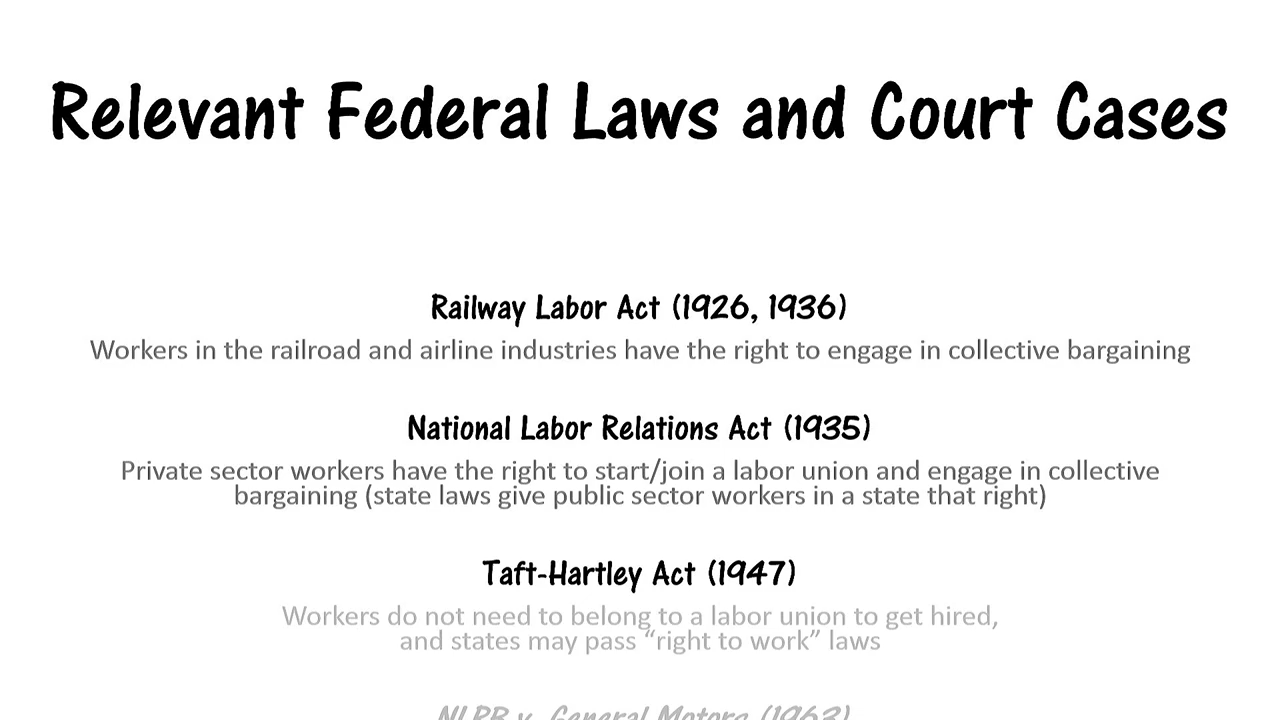 Relevant Federal Laws and Court Cases
Railway Labor Act (1926, 1936)
Workers in the railroad and airline industries have the right to engage in collective bargaining
National Labor Relations Act (1935)
Private sector workers have the right to start/join a labor union and engage in collective
bargaining (state laws give public sector workers in a state that right)
Taft-Hartley Act (1947)
Workers do not need to belong to a labor union to get hired,
and states may pass “right to work” laws
NLRB v. General Motors (1963)